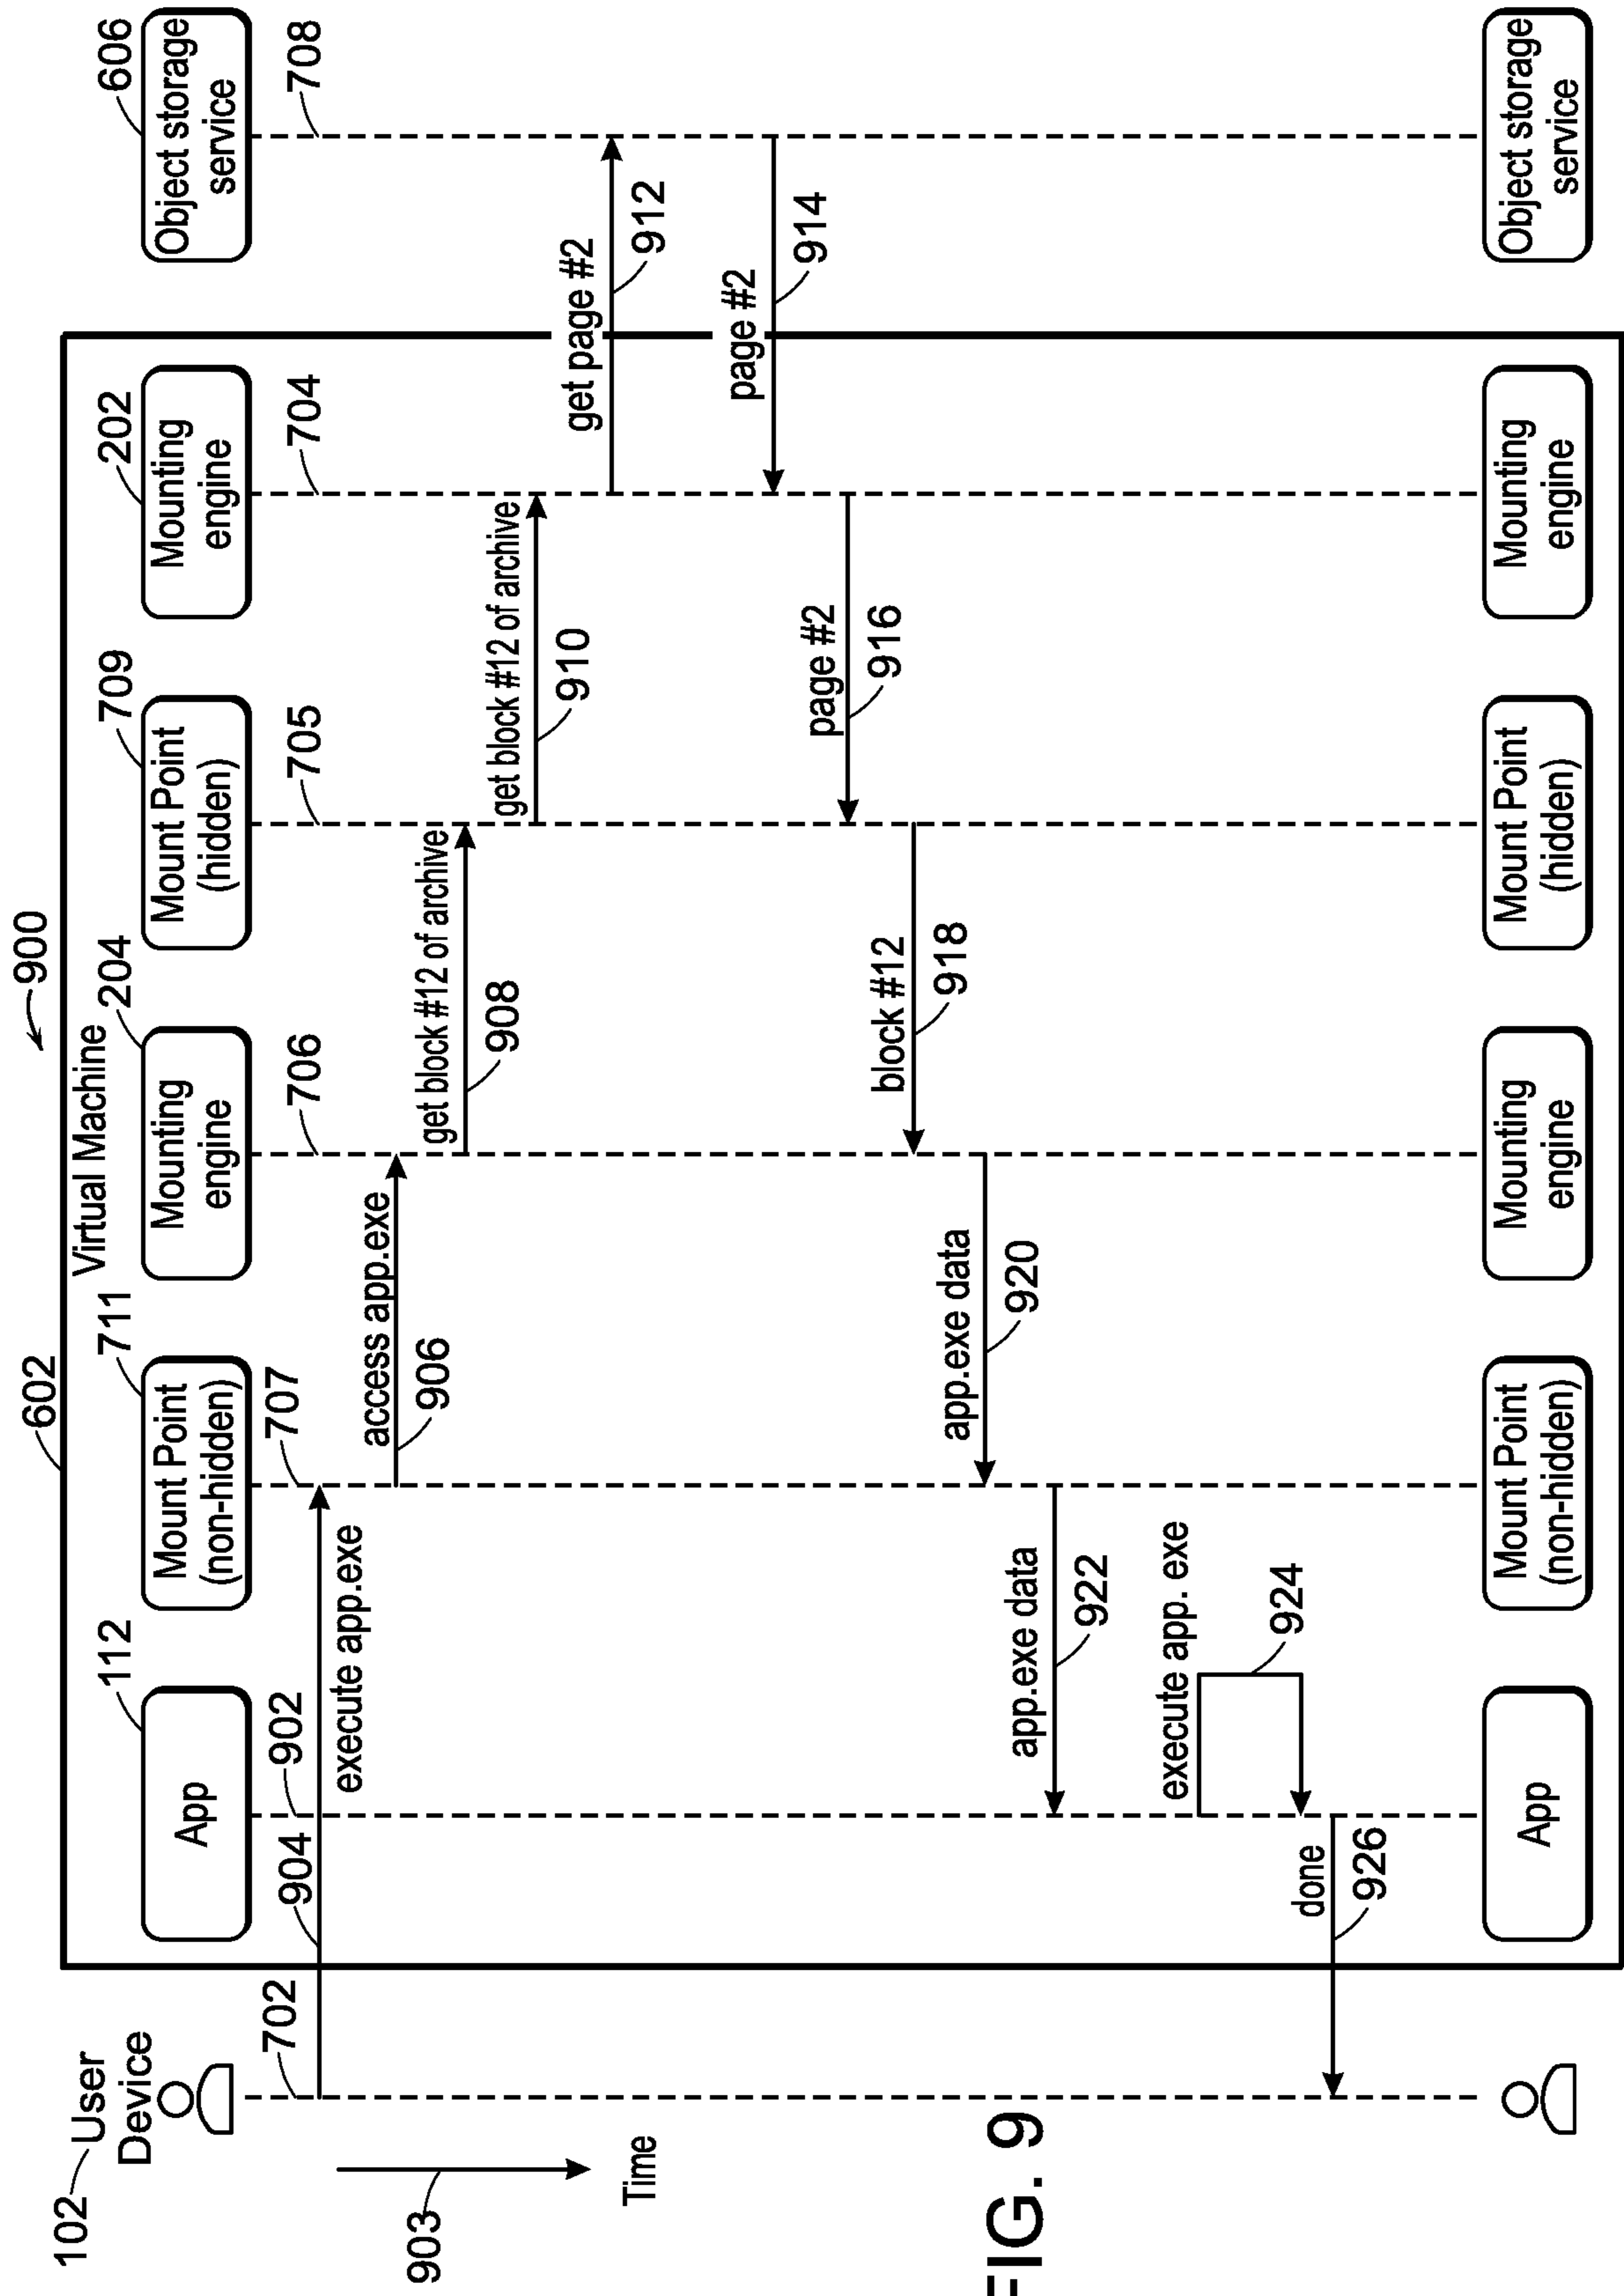 900
602
Virtual Machine
102
User
Device
112
App
711
Mount Point
(non-hidden)
204
Mounting
engine
709
Mount Point
(hidden)
202
Mounting
engine
606
Object storage
service
702
904
902
707
706
705
704
708
903
Time
execute app.exe
access app.exe
906
get block #12 of archive
908
get block #12 of archive
910
get page #2
912
page #2
914
page #2
916
block #12
918
app.exe data
920
app.exe data
922
execute app. exe
924
done
926
App
Mount Point
(non-hidden)
Mounting
engine
Mount Point
(hidden)
Mounting
engine
Object storage
service
FIG. 9